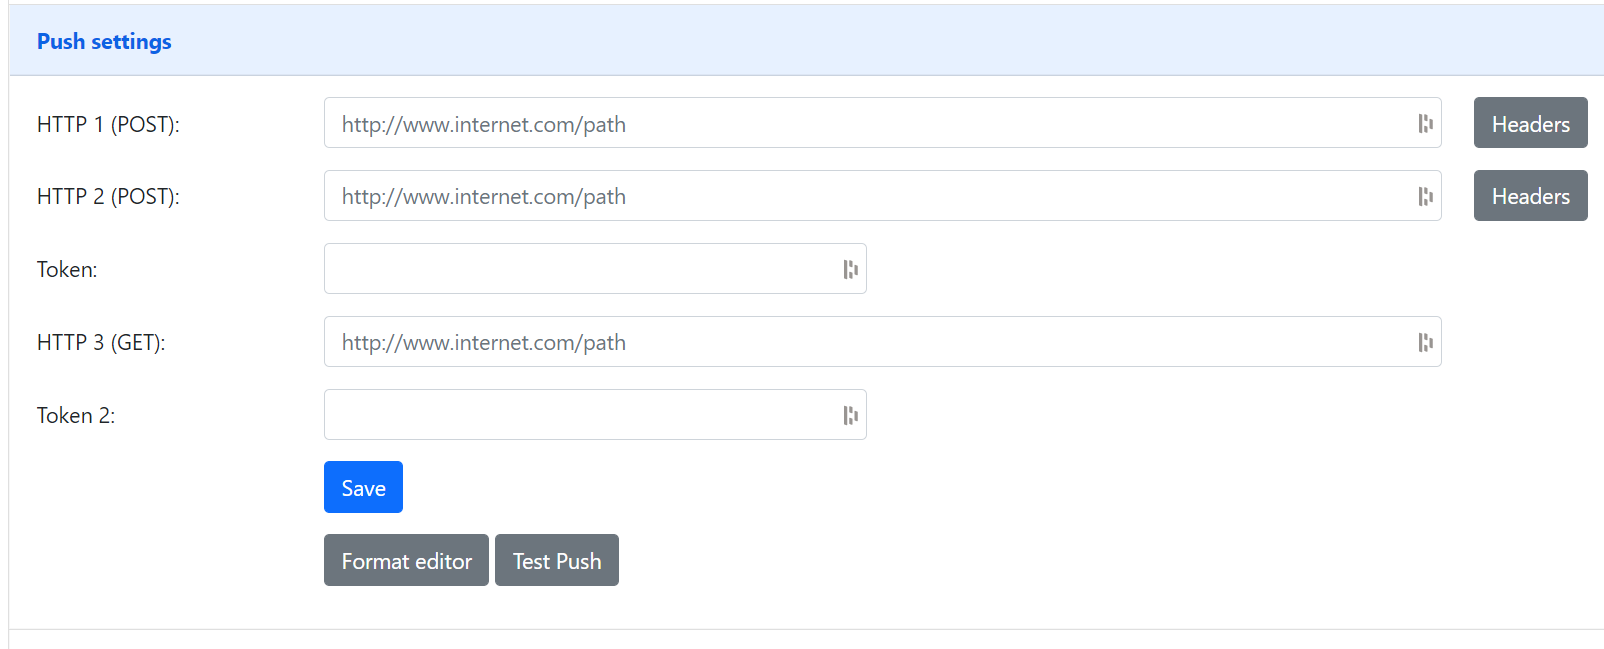 Push settings
HTTP 1 (POST): http://www.internet.com/path Headers
HTTP 2 (POST): http://www.internet.com/path Headers
Token:
HTTP 3 (GET): http://www.internet.com/path
Token 2:
Save
Format editor Test Push